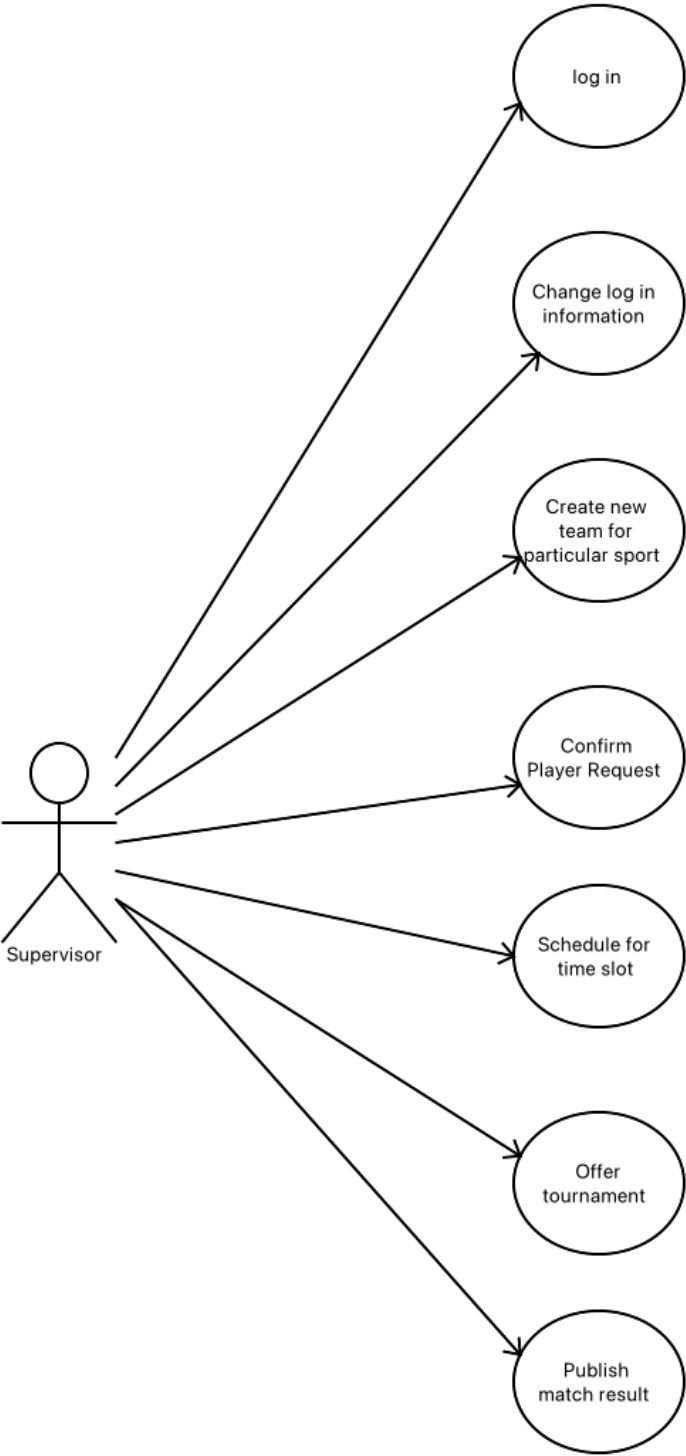 log in
Change log in
information
Create new
team for
particular sport
Confirm
Player Request
Supervisor
Schedule for
time slot
Offer
tournament
Publish
match result